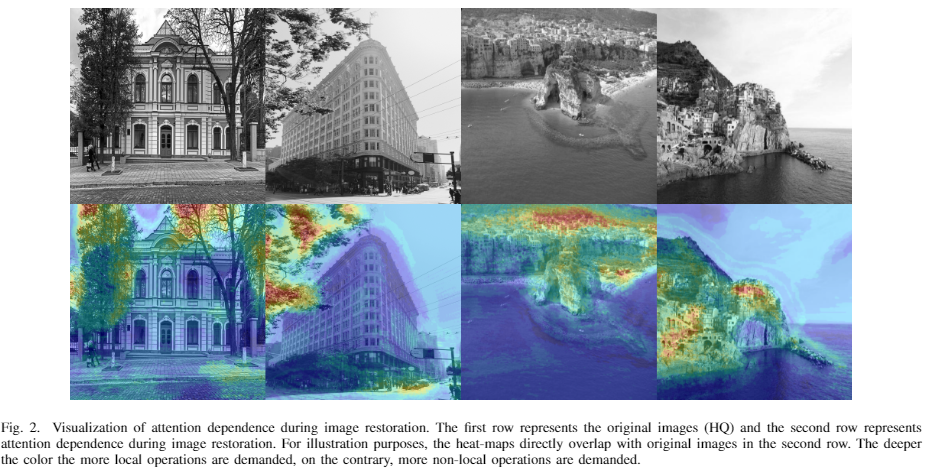 Fig. 2. Visualization of attention dependence during image restoration. The first row represents the original images (HQ) and the second row represents
attention dependence during image restoration. For illustration purposes, the heat-maps directly overlap with original images in the second row. The deeper
the color the more local operations are demanded, on the contrary, more non-local operations are demanded.